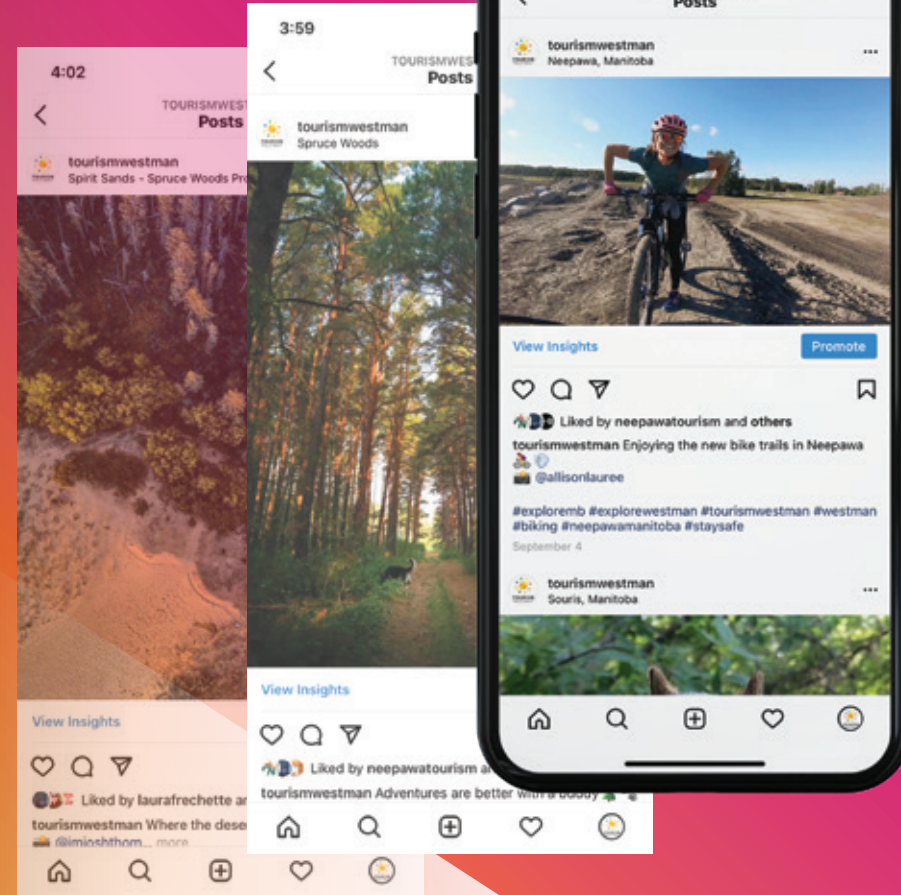 4:02
TOURISMWEST
Posts
tourismwestman
Spirit Sands - Spruce Woods Pro
View Insights
Liked by laurafrechette ar
tourismwestman Where the dese
@imjoshthom... more
3:59
TOURISMWES
Posts
tourismwestman
Spruce Woods
View Insights
Liked by neepawatourism a
tourismwestman Adventures are better with a buddy
Posts
tourismwestman
Neepawa, Manitoba
View Insights
Promote
Liked by neepawatourism and others
tourismwestman Enjoying the new bike trails in Neepawa
@allisonlauree
#exploremb #explorewestman #tourismwestman #westman
#biking #neepawamanitoba #staysafe
September 4
tourismwestman
Souris, Manitoba